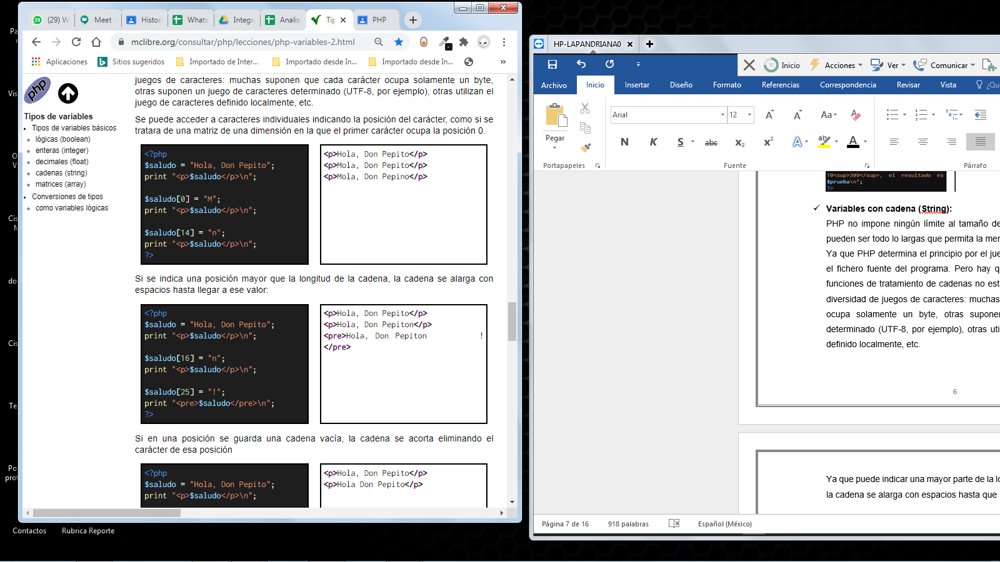 (29) W
Meet -
Histori
Whats
Integra
Analisi
Tip
PHP
mclibre.org/consultar/php/lecciones/php-variables-2.html
Aplicaciones
Sitios sugeridos
Importado de Inter...
Importado desde In...
Importado desde In...
»
php
Tipos de variables
Tipos de variables básicos
lógicas (boolean)
enteras (integer)
decimales (float)
cadenas (string)
matrices (array)
Conversiones de tipos
como variables lógicas
juegos de caracteres: muchas suponen que cada carácter ocupa solamente un byte,
otras suponen un juego de caracteres determinado (UTF-8, por ejemplo), otras utilizan el
juego de caracteres definido localmente, etc.
Se puede acceder a caracteres individuales indicando la posición del carácter, como si se
tratara de una matriz de una dimensión en la que el primer carácter ocupa la posición 0.
<?php
$saludo = "Hola, Don Pepito";
print "<p>$saludo</p>\n";
$saludo[0] = "M";
print "<p>$saludo</p>\n";
$saludo[14] = "n";
print "<p>$saludo</p>\n";
?>
<p>Hola, Don Pepito</p>
<p>Mola, Don Pepito</p>
<p>Mola, Don Pepino</p>
Si se indica una posición mayor que la longitud de la cadena, la cadena se alarga con
espacios hasta llegar a ese valor:
<?php
$saludo = "Hola, Don Pepito";
print "<p>$saludo</p>\n";
$saludo[16] = "n";
print "<p>$saludo</p>\n";
$saludo[25] = "!";
print "<pre>$saludo</pre>\n";
?>
<p>Hola, Don Pepito</p>
<p>Hola, Don Pepiton</p>
<pre>Hola, Don Pepiton !
</pre>
Si en una posición se guarda una cadena vacía, la cadena se acorta eliminando el
carácter de esa posición
<?php
$saludo = "Hola, Don Pepito";
print "<p>$saludo</p>\n";
<p>Hola, Don Pepito</p>
<p>Hola Don Pepito</p>
Pa
Vis
O
V
Cis
M
do
Cis
Te
Po
prot
Contactos
Rubrica Reporte
HP-LAPANDRIANA0
Inicio
Acciones
Ver
Comunicar
Archivo
Inicio
Insertar
Diseño
Formato
Referencias
Correspondencia
Revisar
Vista
¿Qu
Pegar
Portapapeles
Arial
12
Aa
N
K
S
abc
x₂
x²
A
ab
A
Fuente
Párrafo
10<sup>309</sup>, el resultado es
$prueba\n";
?>
✓ Variables con cadena (String):
PHP no impone ningún límite al tamaño de
pueden ser todo lo largas que permita la mer
Ya que PHP determina el principio por el jue
el fichero fuente del programa. Pero hay q
funciones de tratamiento de cadenas no est
diversidad de juegos de caracteres: muchas
ocupa solamente un byte, otras suponer
determinado (UTF-8, por ejemplo), otras uti
definido localmente, etc.
6
Ya que puede indicar una mayor parte de la lo
la cadena se alarga con espacios hasta que
Página 7 de 16
918 palabras
Español (México)